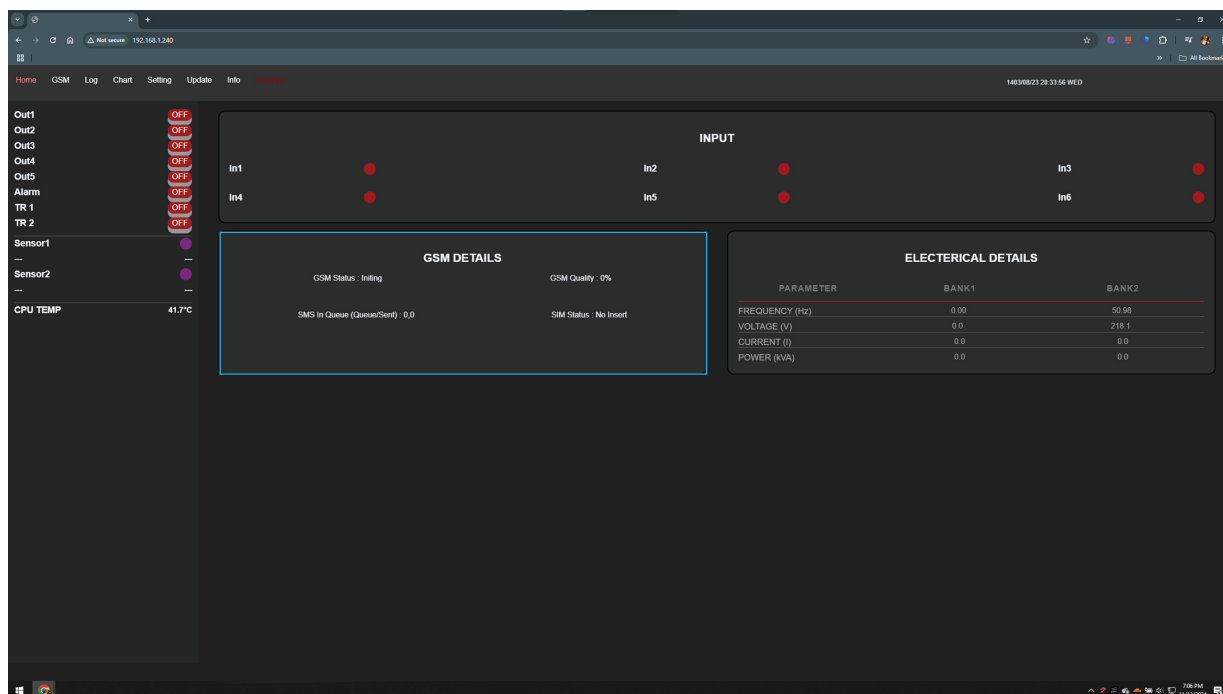 Not secure 192.168.1.240
All Bookmark
Home GSM Log Chart Setting Update Info
1403/08/23 20:33:56 WED
Out1 OFF
Out2 OFF
Out3 OFF
Out4 OFF
Out5 OFF
Alarm OFF
TR 1 OFF
TR 2 OFF
Sensor1
--- ---
Sensor2
--- ---
CPU TEMP 41.7°C
INPUT
In1 In2 In3
In4 In5 In6
GSM DETAILS
GSM Status : Initing GSM Quality : 0%
SMS In Queue (Queue/Sent) : 0,0 SIM Status : No Insert
ELECTERICAL DETAILS
PARAMETER BANK1 BANK2
FREQUENCY (Hz) 0.00 50.98
VOLTAGE (V) 0.0 218.1
CURRENT (I) 0.0 0.0
POWER (kVA) 0.0 0.0
7:06 PM